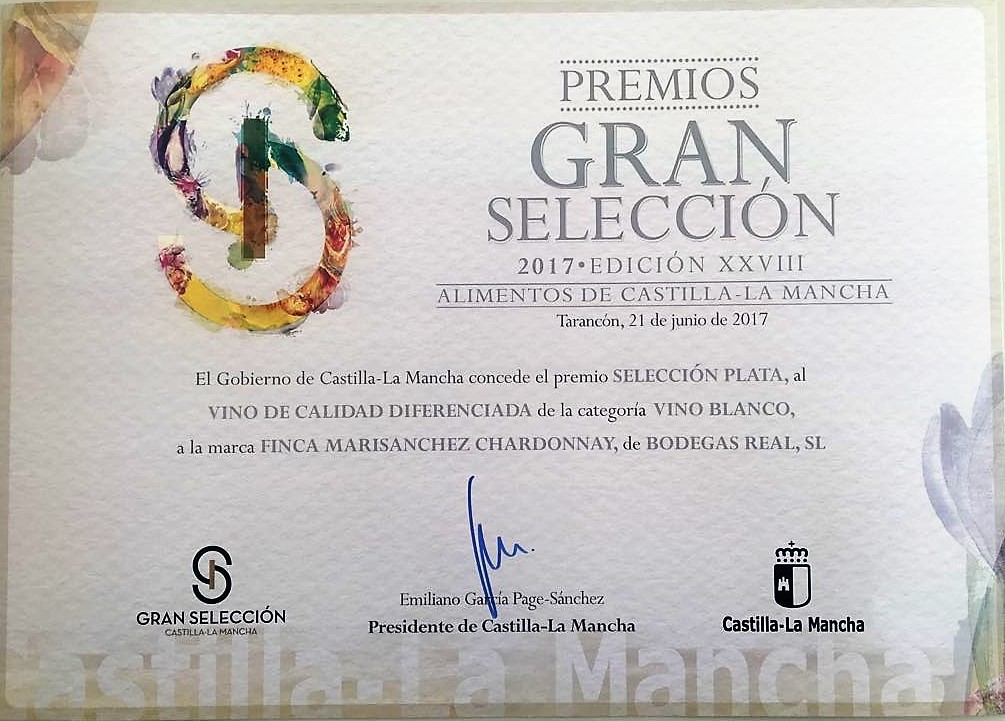 PREMIOS
GRAN
SELECCIÓN
2017•EDICIÓN XXVIII
ALIMENTOS DE CASTILLA-LA MANCHA
Tarancón, 21 de junio de 2017
El Gobierno de Castilla-La Mancha concede el premio SELECCIÓN PLATA, al
VINO DE CALIDAD DIFERENCIADA de la categoría VINO BLANCO,
a la marca FINCA MARISANCHEZ CHARDONNAY, de BODEGAS REAL, SL
Emiliano García Page-Sánchez
Presidente de Castilla-La Mancha
GRAN SELECCIÓN
CASTILLA-LA MANCHA
Castilla-La Mancha
astilla-La Mancha